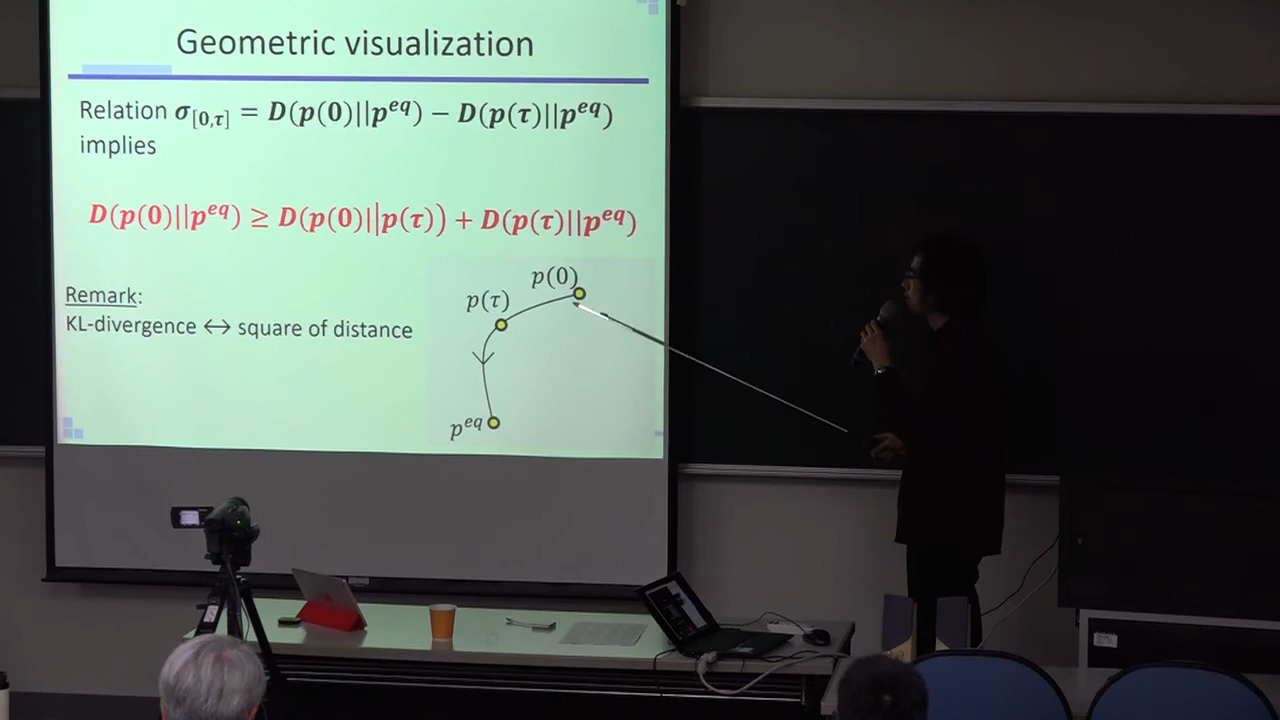 Geometric visualization
Relation σ_[0,τ] = D(p(0)||p^eq) − D(p(τ)||p^eq)
implies
D(p(0)||p^eq) ≥ D(p(0)||p(τ)) + D(p(τ)||p^eq)
Remark:
KL-divergence ↔ square of distance
p(0)
p(τ)
p^eq